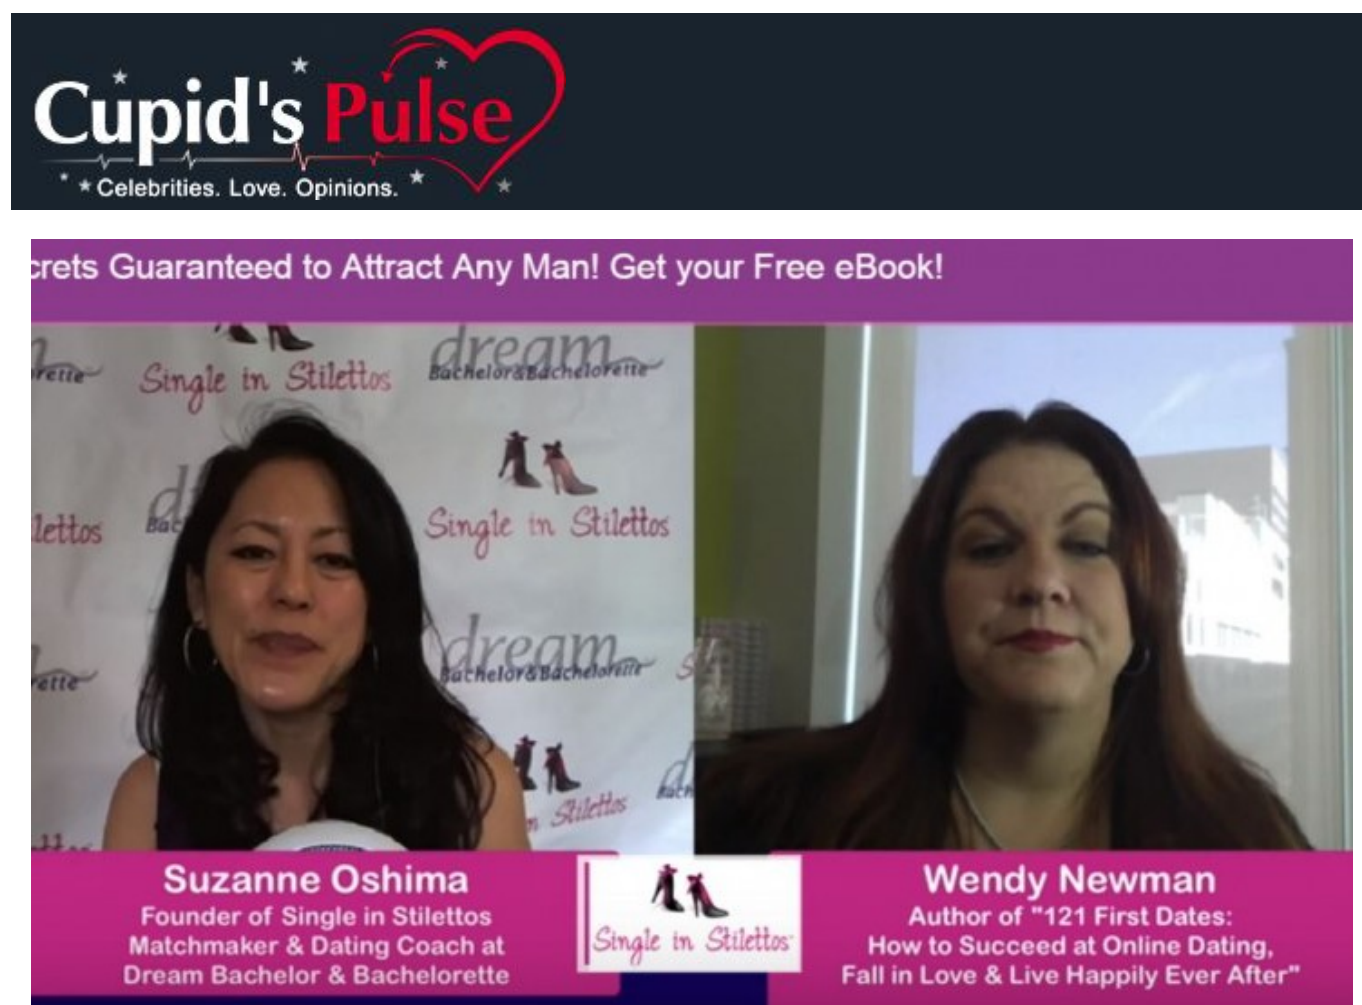 Cupid's Pulse
Celebrities. Love. Opinions.
crets Guaranteed to Attract Any Man! Get your Free eBook!
dream
Single in Stilettos
Bachelor&Bachelorette
Single in Stilettos
lettos
dream
Bachelor&Bachelorette
Stilettos
Suzanne Oshima
Founder of Single in Stilettos
Matchmaker & Dating Coach at
Dream Bachelor & Bachelorette
Single in Stilettos
Wendy Newman
Author of "121 First Dates:
How to Succeed at Online Dating,
Fall in Love & Live Happily Ever After"